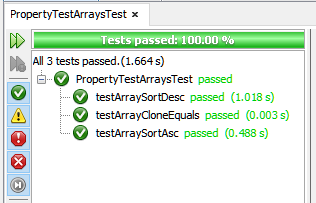 PropertyTestArraysTest ×
Tests passed: 100.00 %
All 3 tests passed.(1.664 s)
PropertyTestArraysTest passed
testArraySortDesc passed (1.018 s)
testArrayCloneEquals passed (0.003 s)
testArraySortAsc passed (0.488 s)